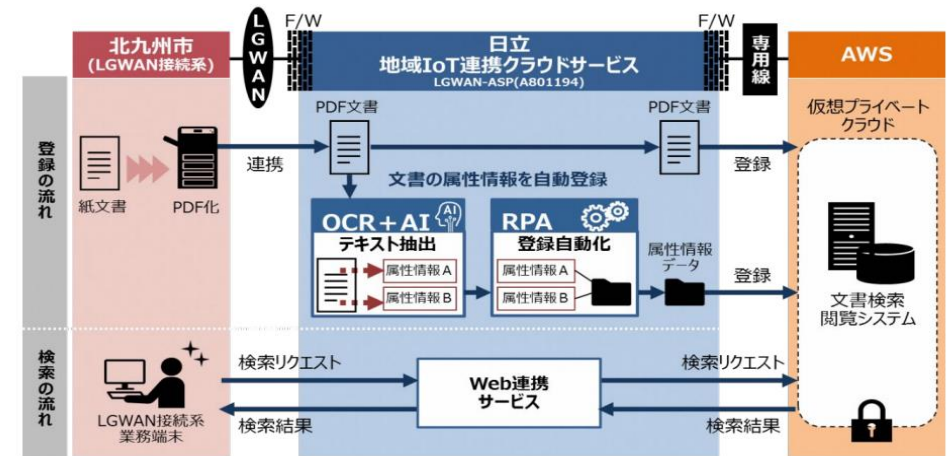 北九州市
(LGWAN接続系)
LGWAN
F/W
日立
地域IoT連携クラウドサービス
LGWAN-ASP(A801194)
F/W
専用線
AWS
登録の流れ
紙文書
PDF化
連携
PDF文書
PDF文書
登録
文書の属性情報を自動登録
OCR+AI
AI
テキスト抽出
属性情報A
属性情報B
RPA
登録自動化
属性情報A
属性情報B
属性情報
データ
登録
仮想プライベート
クラウド
文書検索
閲覧システム
検索の流れ
LGWAN接続系
業務端末
検索リクエスト
検索結果
Web連携
サービス
検索リクエスト
検索結果